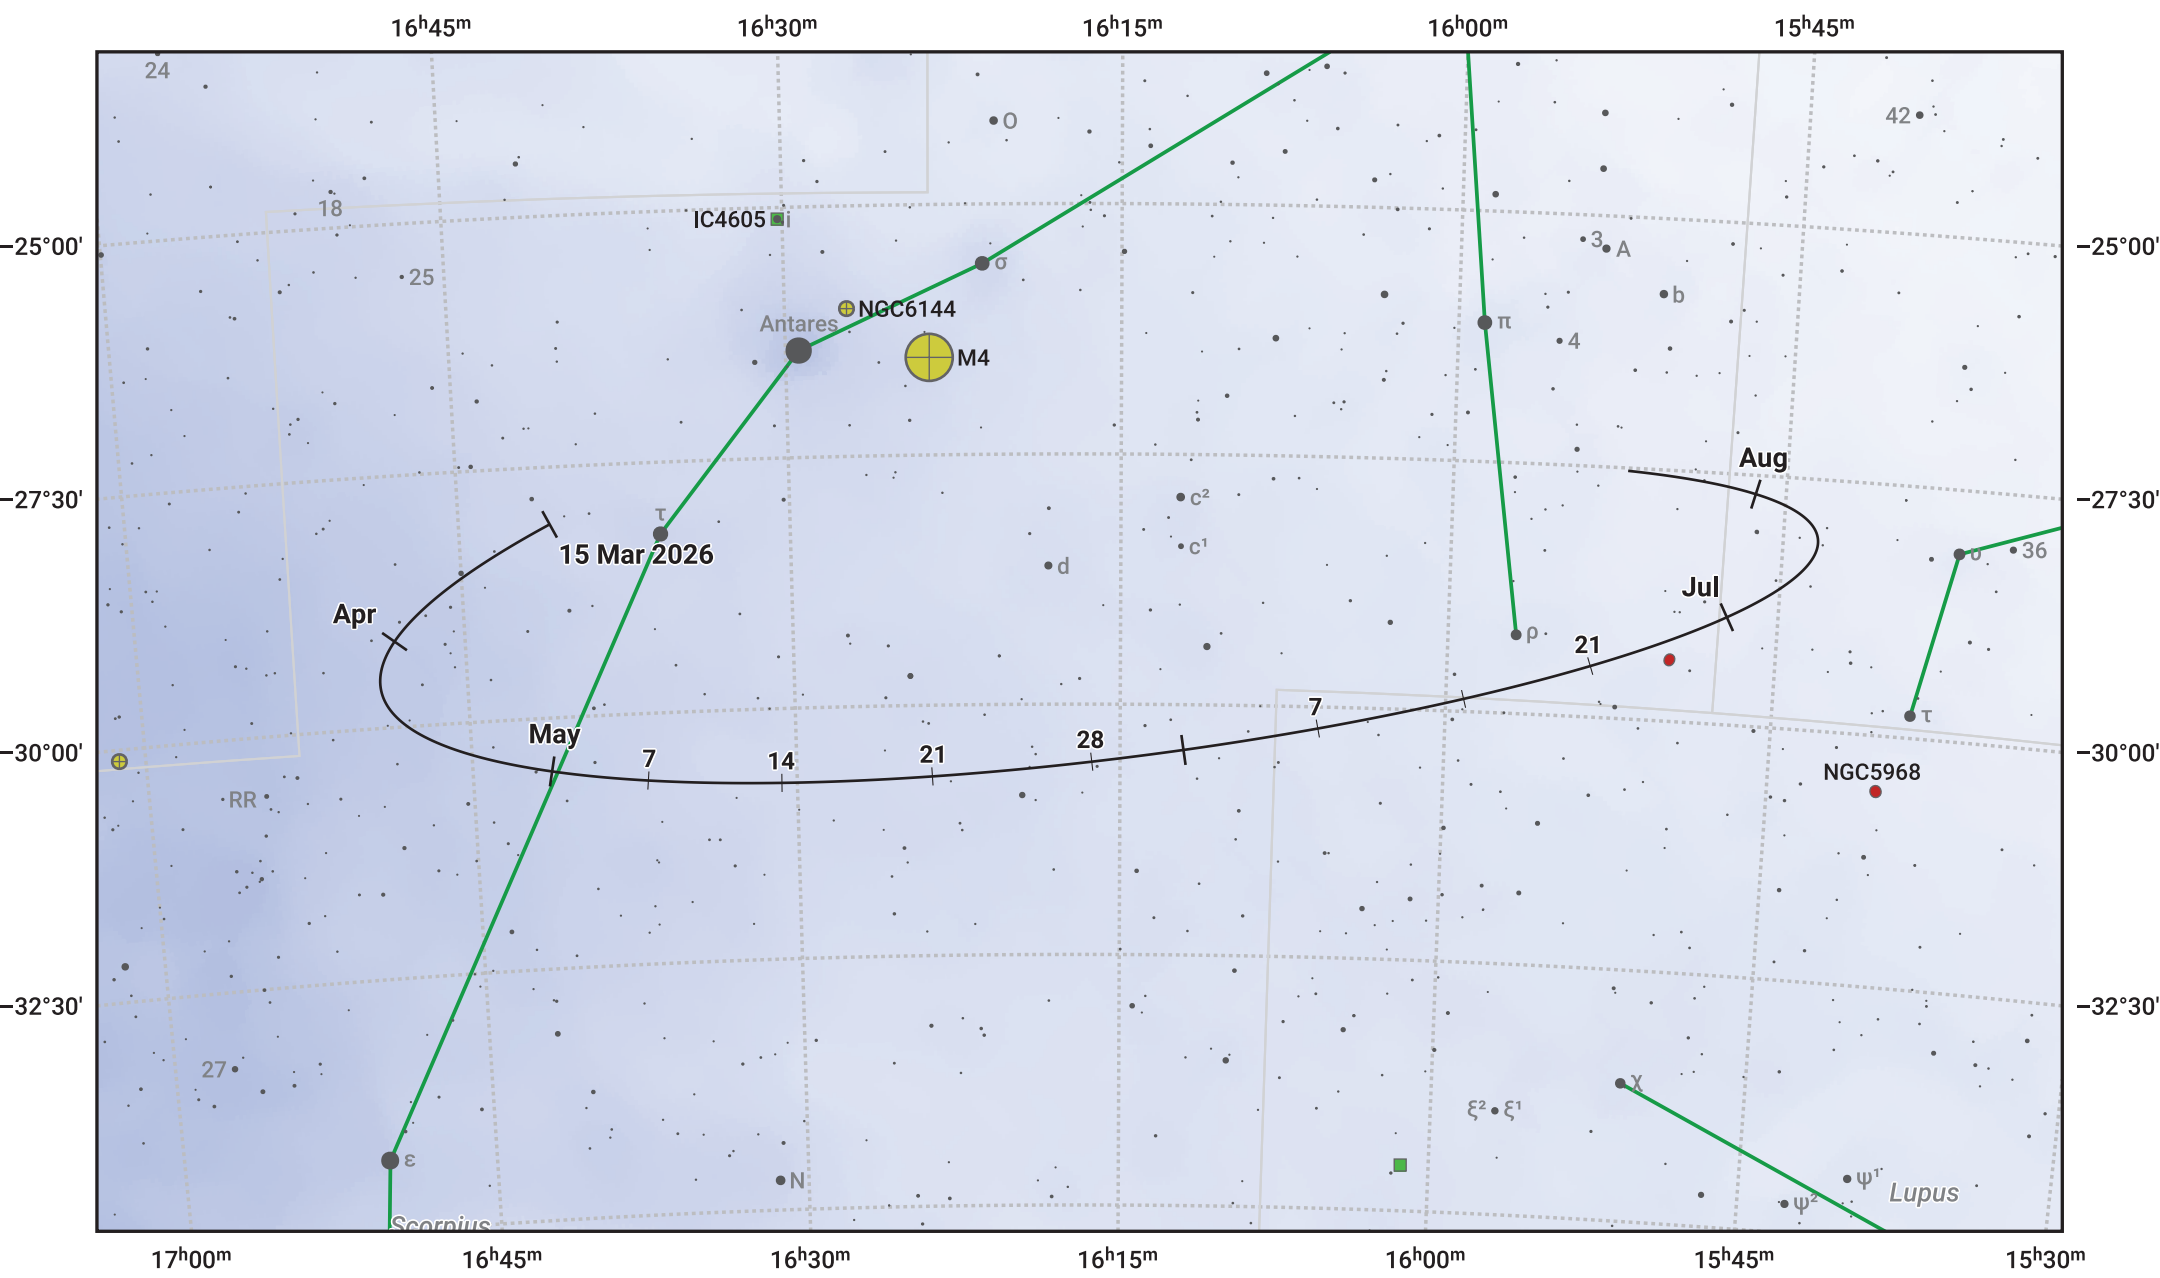 16ʰ45ᵐ 16ʰ30ᵐ 16ʰ15ᵐ 16ʰ00ᵐ 15ʰ45ᵐ
24
42
O
18
IC4605 i
−25°00' −25°00'
3 A
25
σ
b
NGC6144
Antares
π
4
M4
Aug
−27°30' −27°30'
c²
τ
15 Mar 2026
c¹
υ 36
d
Jul
Apr
ρ
21
7
τ
May
28
−30°00' −30°00'
7 14 21
NGC5968
RR
−32°30' −32°30'
27
χ
ξ² ξ¹
ε
N
ψ¹
Lupus
ψ²
Scorpius
17ʰ00ᵐ 16ʰ45ᵐ 16ʰ30ᵐ 16ʰ15ᵐ 16ʰ00ᵐ 15ʰ45ᵐ 15ʰ30ᵐ